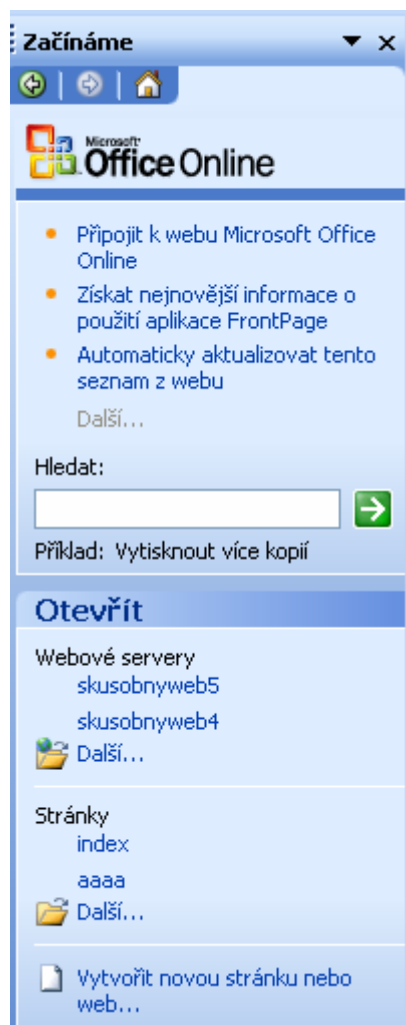 Začínáme
Microsoft
Office Online
Připojit k webu Microsoft Office
Online
Získat nejnovější informace o
použití aplikace FrontPage
Automaticky aktualizovat tento
seznam z webu
Další...
Hledat:
Příklad: Vytisknout více kopií
Otevřít
Webové servery
skusobnyweb5
skusobnyweb4
Další...
Stránky
index
aaaa
Další...
Vytvořit novou stránku nebo
web...